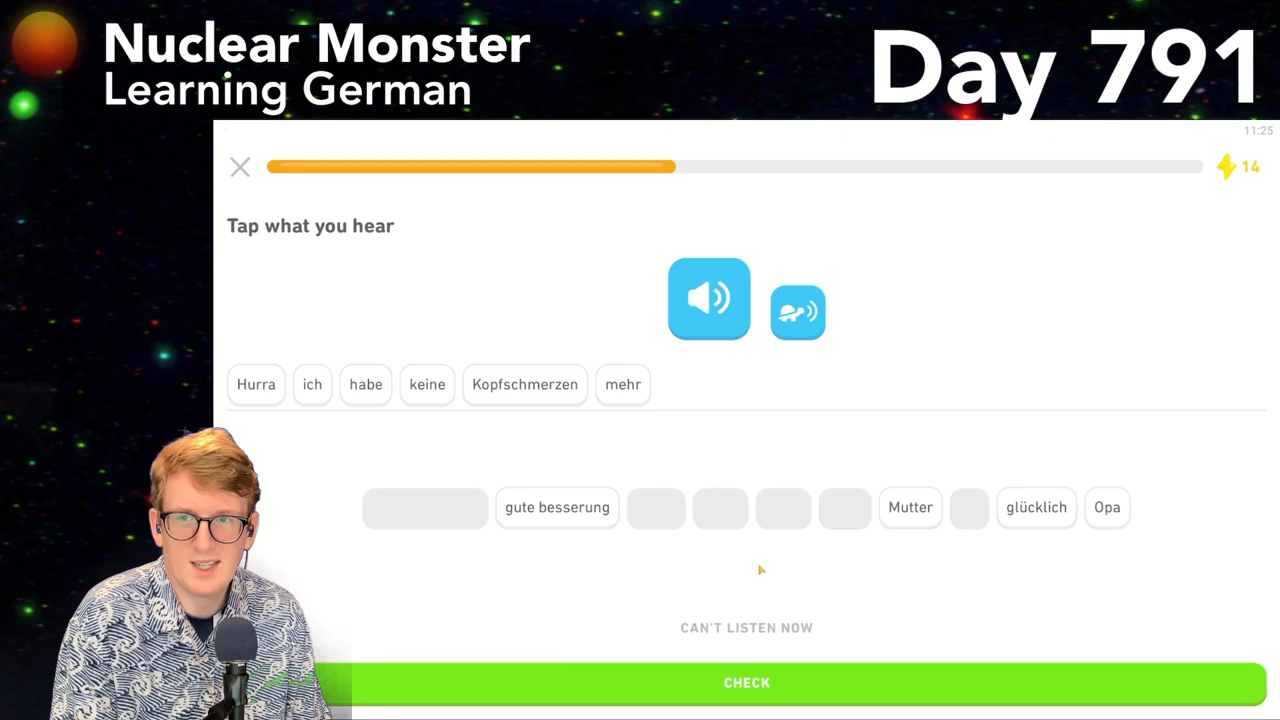 Nuclear Monster
Learning German
Day 791
11:25
14
Tap what you hear
Hurra ich habe keine Kopfschmerzen mehr
gute besserung Mutter glücklich Opa
CAN'T LISTEN NOW
CHECK